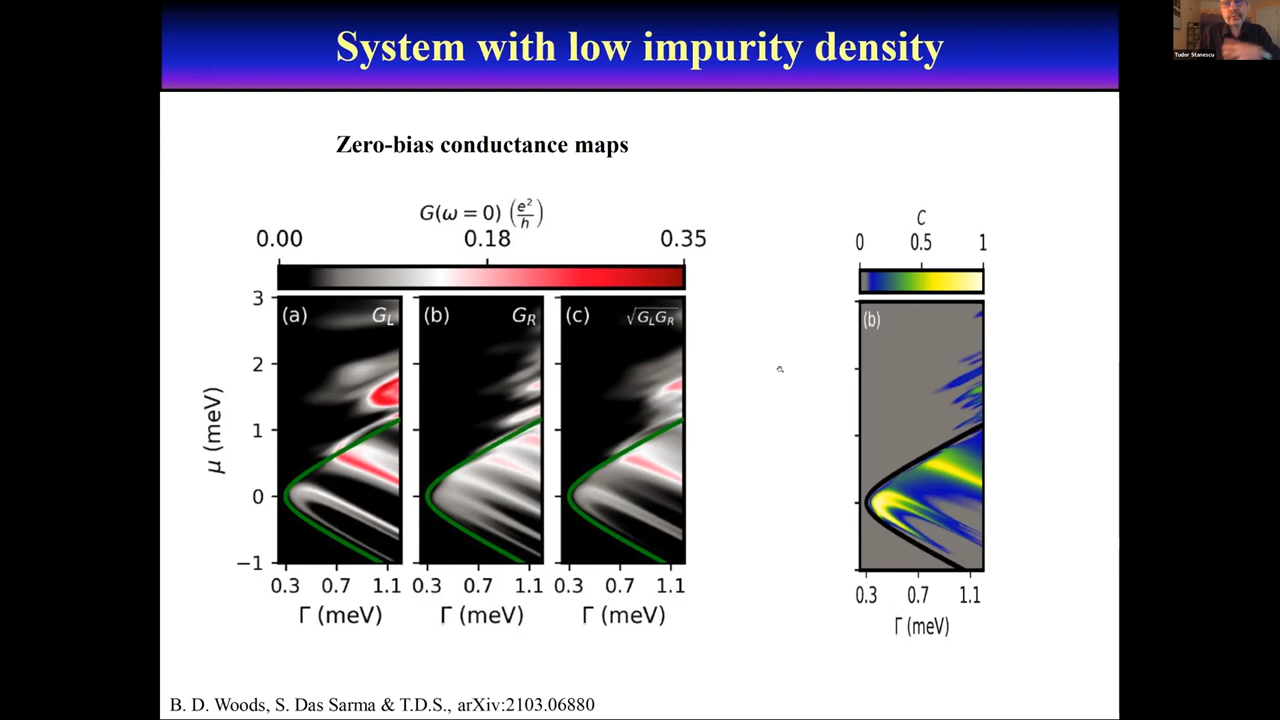 System with low impurity density
Tudor Stanescu
Zero-bias conductance maps
G(ω = 0) (e²/h)
0.00 0.18 0.35
C
0 0.5 1
(a) G_L (b) G_R (c) √G_LG_R
(b)
3
2
1
0
−1
μ (meV)
0.3 0.7 1.1 0.3 0.7 1.1 0.3 0.7 1.1
Γ (meV) Γ (meV) Γ (meV)
0.3 0.7 1.1
Γ (meV)
B. D. Woods, S. Das Sarma & T.D.S., arXiv:2103.06880